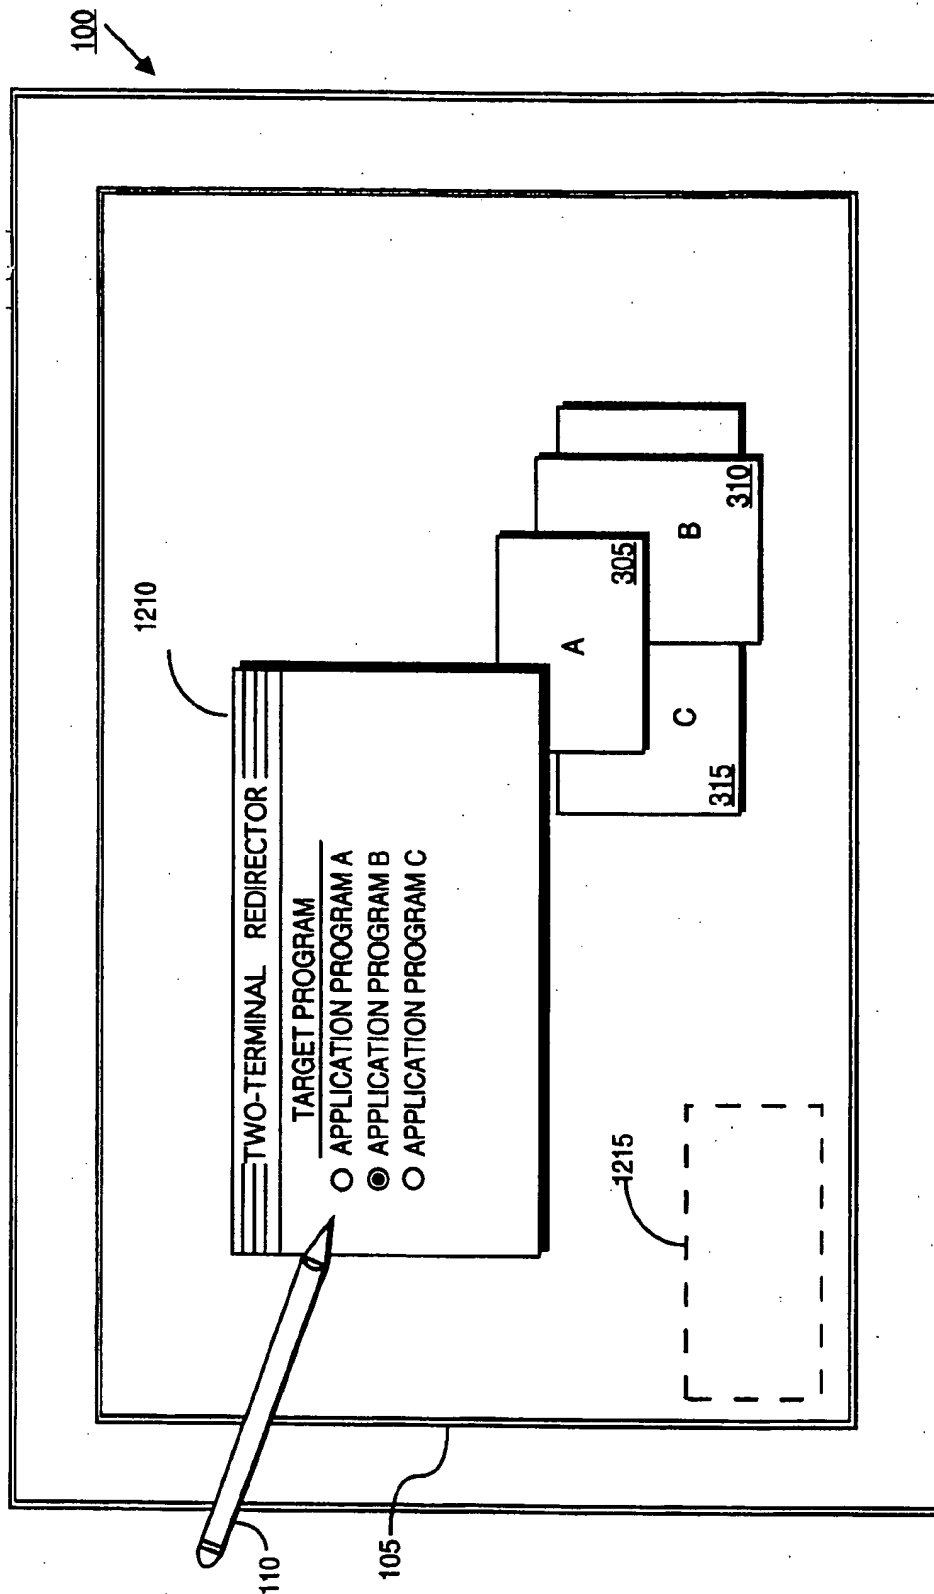 100
1210
TWO-TERMINAL REDIRECTOR
TARGET PROGRAM
APPLICATION PROGRAM A
APPLICATION PROGRAM B
APPLICATION PROGRAM C
A
305
B
310
C
315
1215
110
105